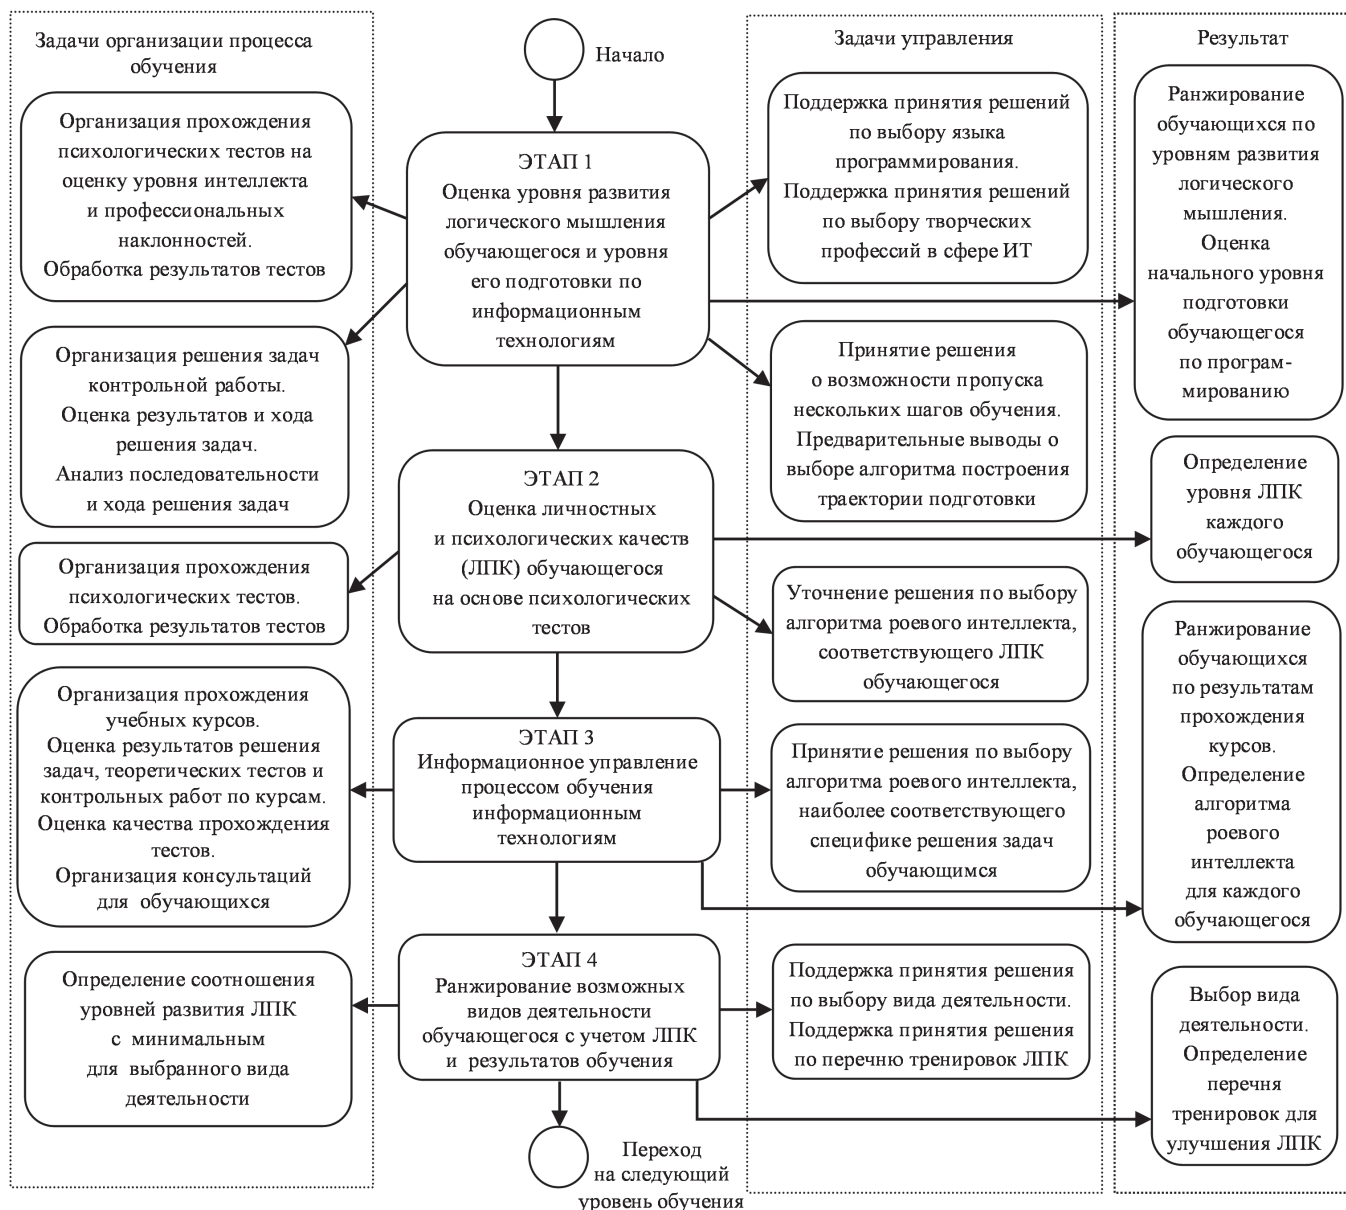 Задачи организации процесса
обучения
Организация прохождения
психологических тестов на
оценку уровня интеллекта
и профессиональных
наклонностей.
Обработка результатов тестов
Организация решения задач
контрольной работы.
Оценка результатов и хода
решения задач.
Анализ последовательности
и хода решения задач
Организация прохождения
психологических тестов.
Обработка результатов тестов
Организация прохождения
учебных курсов.
Оценка результатов решения
задач, теоретических тестов и
контрольных работ по курсам.
Оценка качества прохождения
тестов.
Организация консультаций
для обучающихся
Определение соотношения
уровней развития ЛПК
с минимальным
для выбранного вида
деятельности
Начало
ЭТАП 1
Оценка уровня развития
логического мышления
обучающегося и уровня
его подготовки по
информационным
технологиям
ЭТАП 2
Оценка личностных
и психологических качеств
(ЛПК) обучающегося
на основе психологических
тестов
ЭТАП 3
Информационное управление
процессом обучения
информационным
технологиям
ЭТАП 4
Ранжирование возможных
видов деятельности
обучающегося с учетом ЛПК
и результатов обучения
Переход
на следующий
уровень обучения
Задачи управления
Поддержка принятия решений
по выбору языка
программирования.
Поддержка принятия решений
по выбору творческих
профессий в сфере ИТ
Принятие решения
о возможности пропуска
нескольких шагов обучения.
Предварительные выводы о
выборе алгоритма построения
траектории подготовки
Уточнение решения по выбору
алгоритма роевого интеллекта,
соответствующего ЛПК
обучающегося
Принятие решения по выбору
алгоритма роевого интеллекта,
наиболее соответствующего
специфике решения задач
обучающимся
Поддержка принятия решения
по выбору вида деятельности.
Поддержка принятия решения
по перечню тренировок ЛПК
Результат
Ранжирование
обучающихся по
уровням развития
логического
мышления.
Оценка
начального уровня
подготовки
обучающегося
по програм-
мированию
Определение
уровня ЛПК
каждого
обучающегося
Ранжирование
обучающихся
по результатам
прохождения
курсов.
Определение
алгоритма
роевого
интеллекта
для каждого
обучающегося
Выбор вида
деятельности.
Определение
перечня
тренировок для
улучшения ЛПК